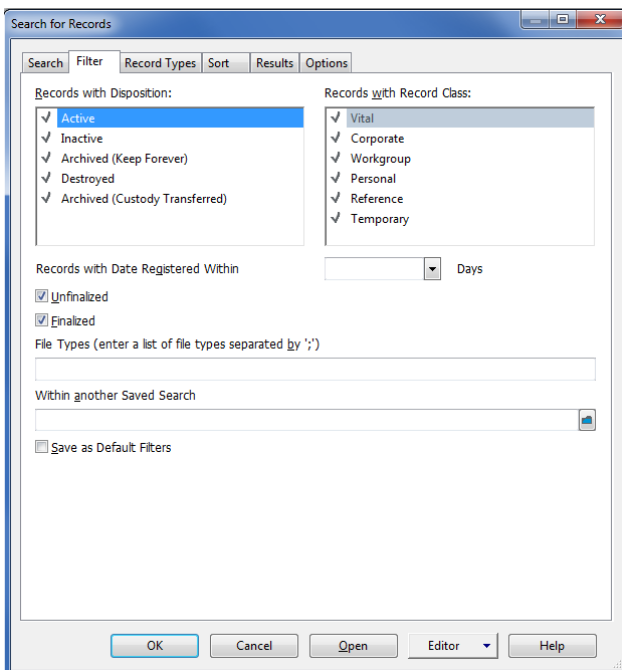 Search for Records
Search Filter Record Types Sort Results Options
Records with Disposition:
Active
Inactive
Archived (Keep Forever)
Destroyed
Archived (Custody Transferred)
Records with Record Class:
Vital
Corporate
Workgroup
Personal
Reference
Temporary
Records with Date Registered Within Days
Unfinalized
Finalized
File Types (enter a list of file types separated by ';')
Within another Saved Search
Save as Default Filters
OK Cancel Open Editor Help